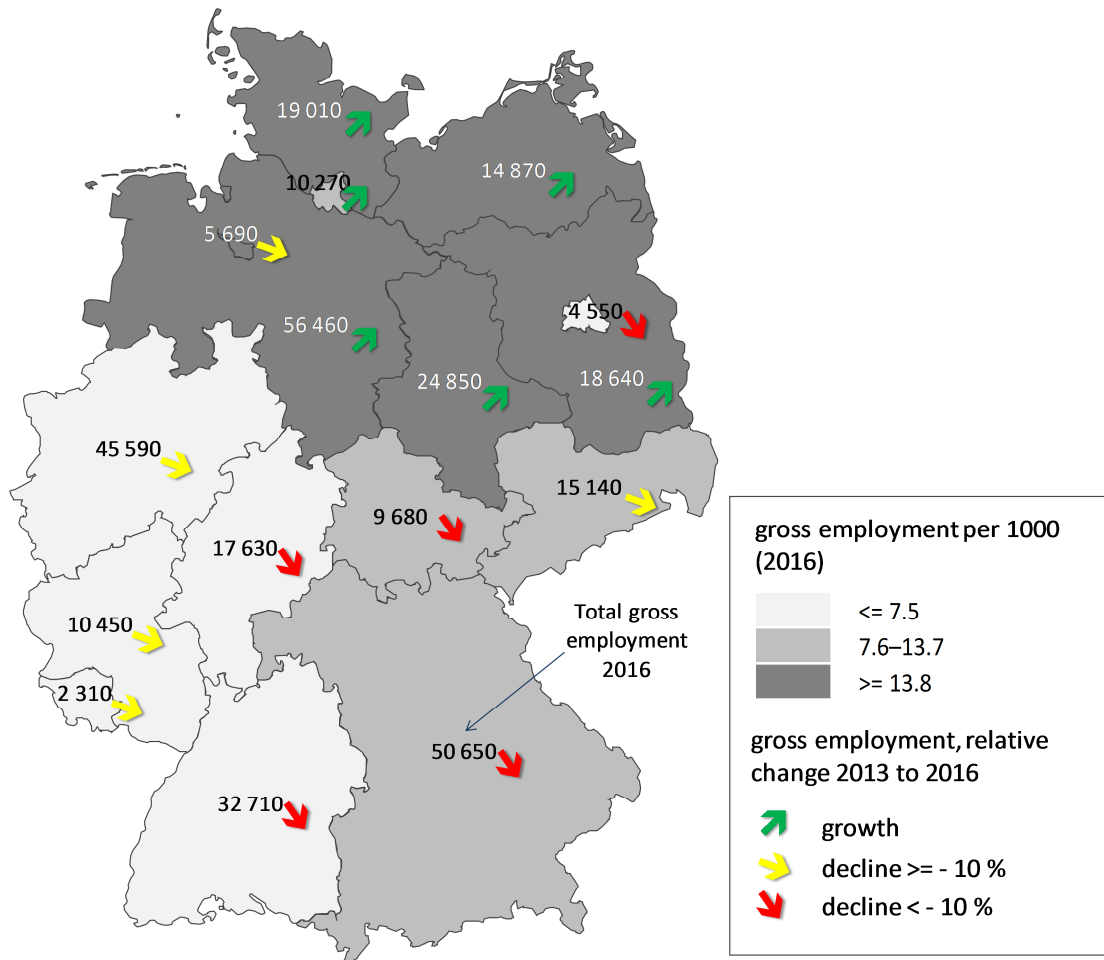 19 010
14 870
10 270
5 690
4 550
56 460
24 850
18 640
45 590
15 140
9 680
17 630
Total gross
employment
2016
10 450
2 310
50 650
32 710
gross employment per 1000
(2016)
<= 7.5
7.6–13.7
>= 13.8
gross employment, relative
change 2013 to 2016
growth
decline >= - 10 %
decline < - 10 %